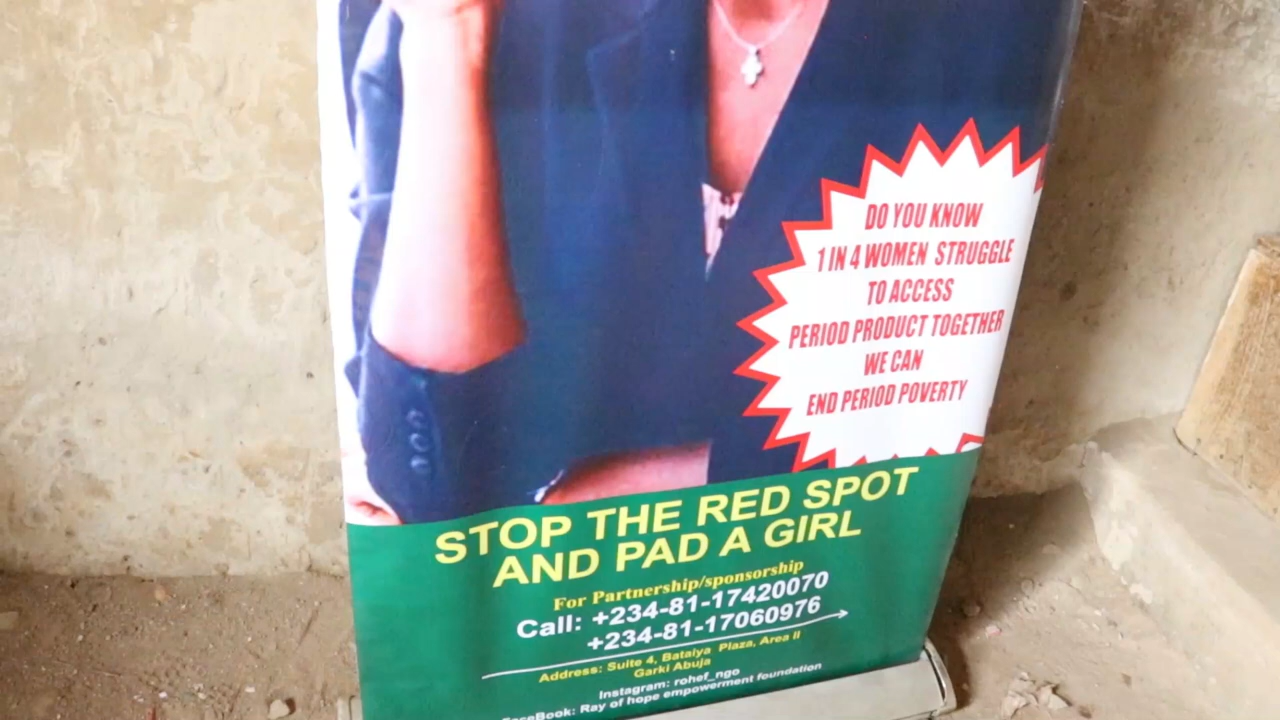 DO YOU KNOW
1 IN 4 WOMEN STRUGGLE
TO ACCESS
PERIOD PRODUCT TOGETHER
WE CAN
END PERIOD POVERTY
STOP THE RED SPOT
AND PAD A GIRL
For Partnership/sponsorship
Call: +234-81-17420070
+234-81-17060976
Address: Suite 4, Bataiya Plaza, Area II
Garki Abuja
Instagram: rohef_ngo
FaceBook: Ray of hope empowerment foundation